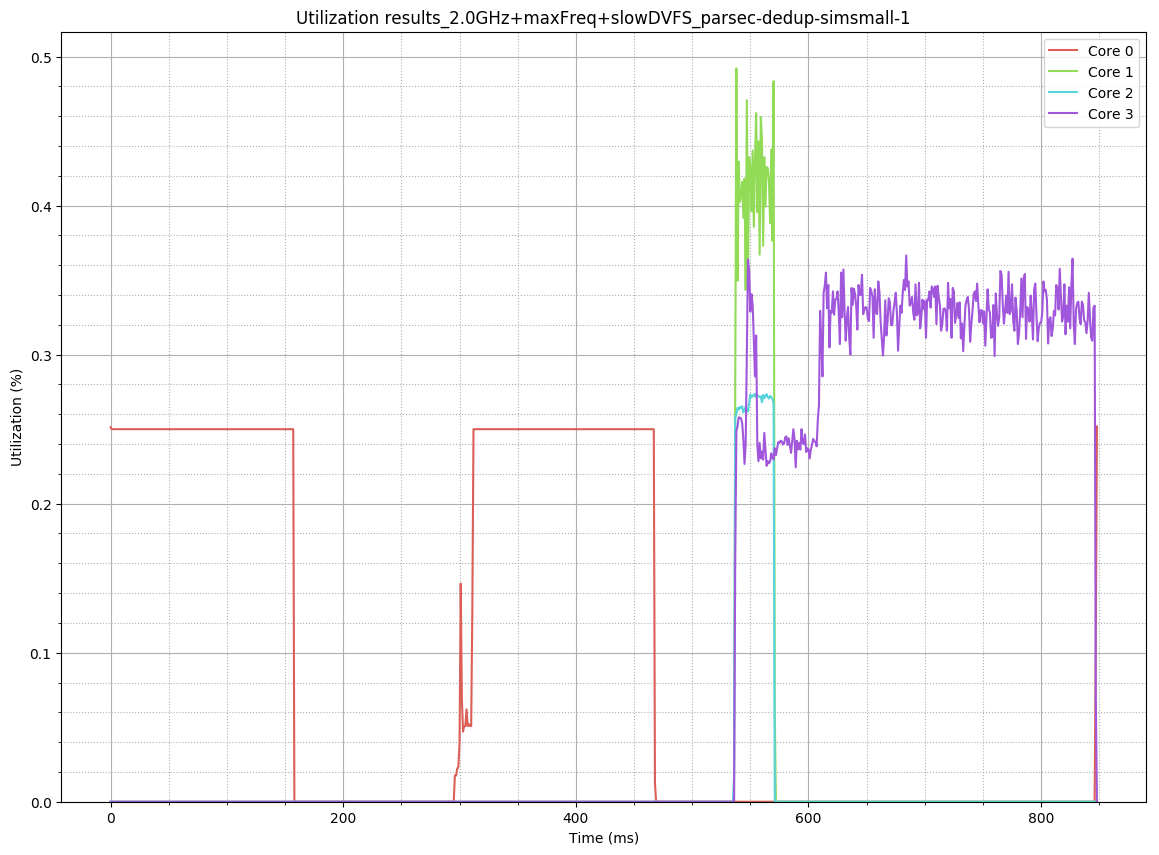 Utilization results_2.0GHz+maxFreq+slowDVFS_parsec-dedup-simsmall-1
Core 0
Core 1
Core 2
Core 3
Utilization (%)
0.5
0.4
0.3
0.2
0.1
0.0
0
200
400
600
800
Time (ms)